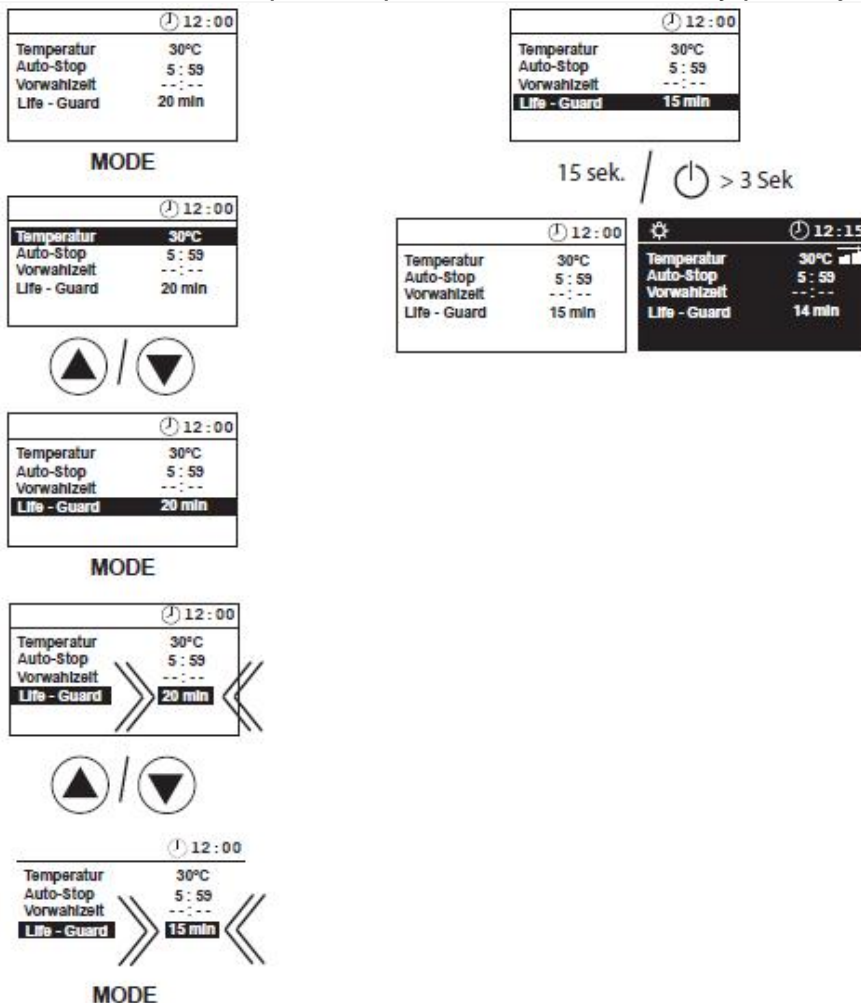 12:00
Temperatur 30°C
Auto-Stop 5 : 59
Vorwahlzeit --:--
Life - Guard 20 min
MODE
12:00
Temperatur 30°C
Auto-Stop 5 : 59
Vorwahlzeit --:--
Life - Guard 20 min
/
12:00
Temperatur 30°C
Auto-Stop 5 : 59
Vorwahlzeit --:--
Life - Guard 20 min
MODE
12:00
Temperatur 30°C
Auto-Stop 5 : 59
Vorwahlzeit --:--
Life - Guard 20 min
/
12:00
Temperatur 30°C
Auto-Stop 5 : 59
Vorwahlzeit --:--
Life - Guard 15 min
MODE
12:00
Temperatur 30°C
Auto-Stop 5 : 59
Vorwahlzeit --:--
Life - Guard 15 min
15 sek. / > 3 Sek
12:00
Temperatur 30°C
Auto-Stop 5 : 59
Vorwahlzeit --:--
Life - Guard 15 min
12:15
Temperatur 30°C
Auto-Stop 5 : 59
Vorwahlzeit --:--
Life - Guard 14 min